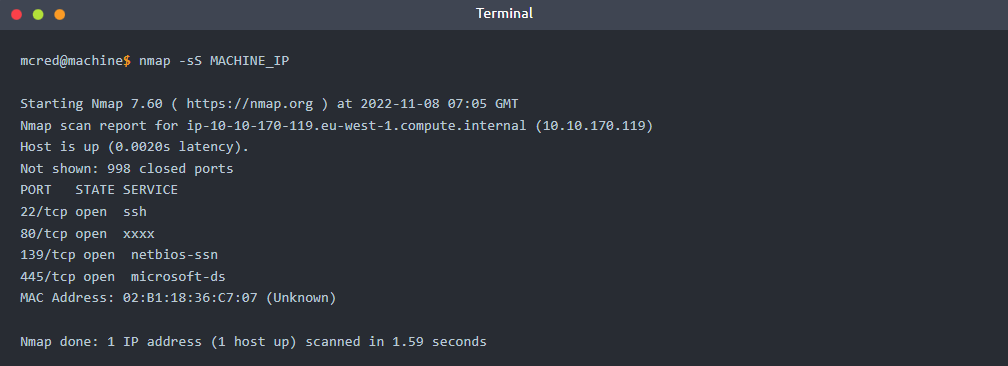 Terminal
mcred@machine$ nmap -sS MACHINE_IP
Starting Nmap 7.60 ( https://nmap.org ) at 2022-11-08 07:05 GMT
Nmap scan report for ip-10-10-170-119.eu-west-1.compute.internal (10.10.170.119)
Host is up (0.0020s latency).
Not shown: 998 closed ports
PORT   STATE SERVICE
22/tcp open  ssh
80/tcp open  xxxx
139/tcp open  netbios-ssn
445/tcp open  microsoft-ds
MAC Address: 02:B1:18:36:C7:07 (Unknown)
Nmap done: 1 IP address (1 host up) scanned in 1.59 seconds